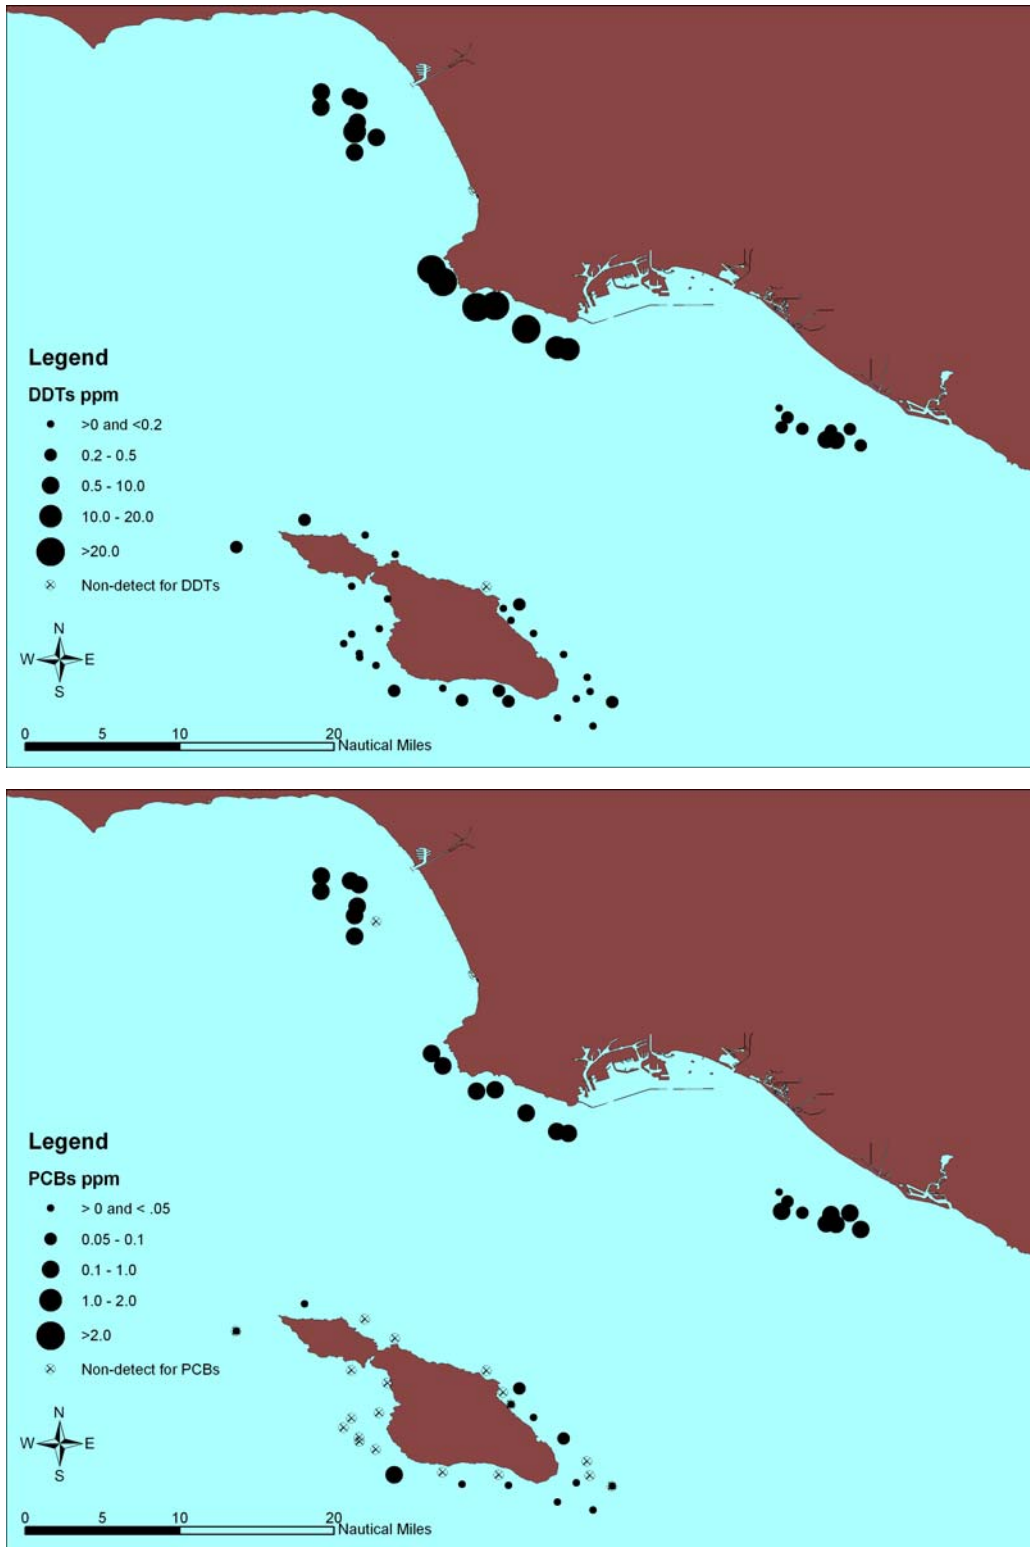 Legend
DDTs ppm
>0 and <0.2
0.2 - 0.5
0.5 - 10.0
10.0 - 20.0
>20.0
Non-detect for DDTs
N
W E
S
0 5 10 20
Nautical Miles
Legend
PCBs ppm
> 0 and < .05
0.05 - 0.1
0.1 - 1.0
1.0 - 2.0
>2.0
Non-detect for PCBs
N
W E
S
0 5 10 20
Nautical Miles